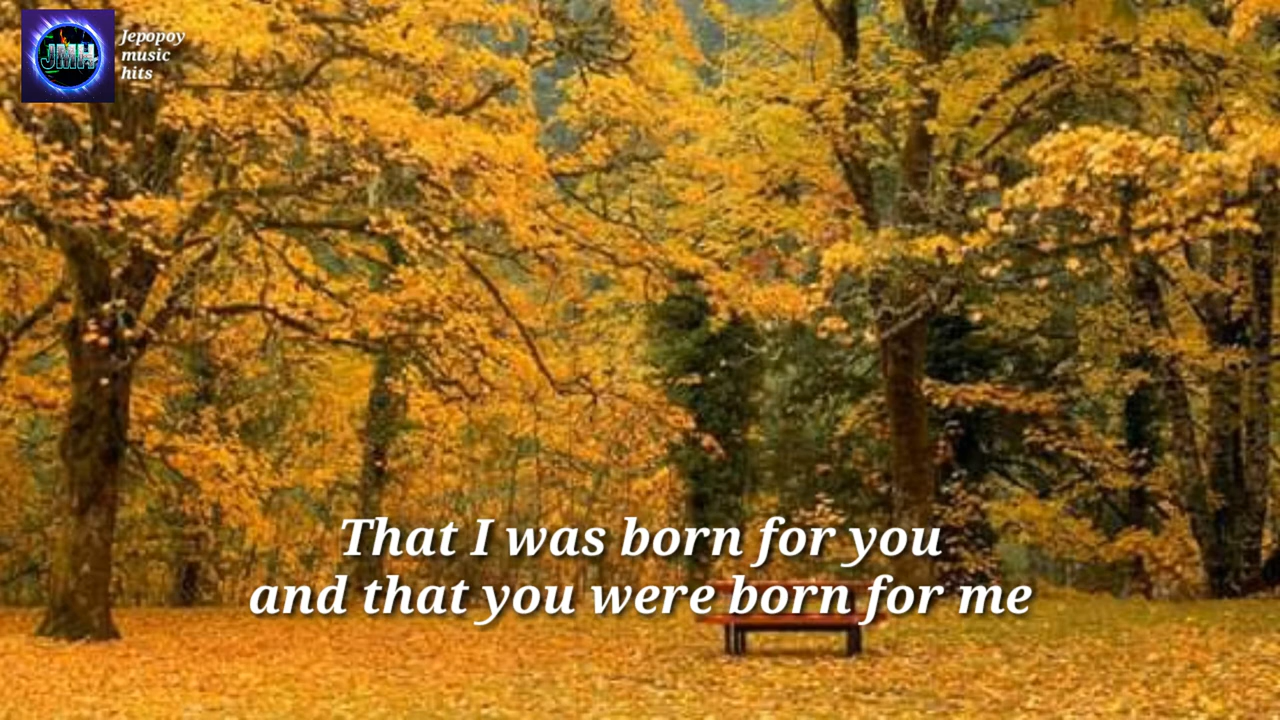 JMH
Jepopoy
music
hits
That I was born for you
and that you were born for me